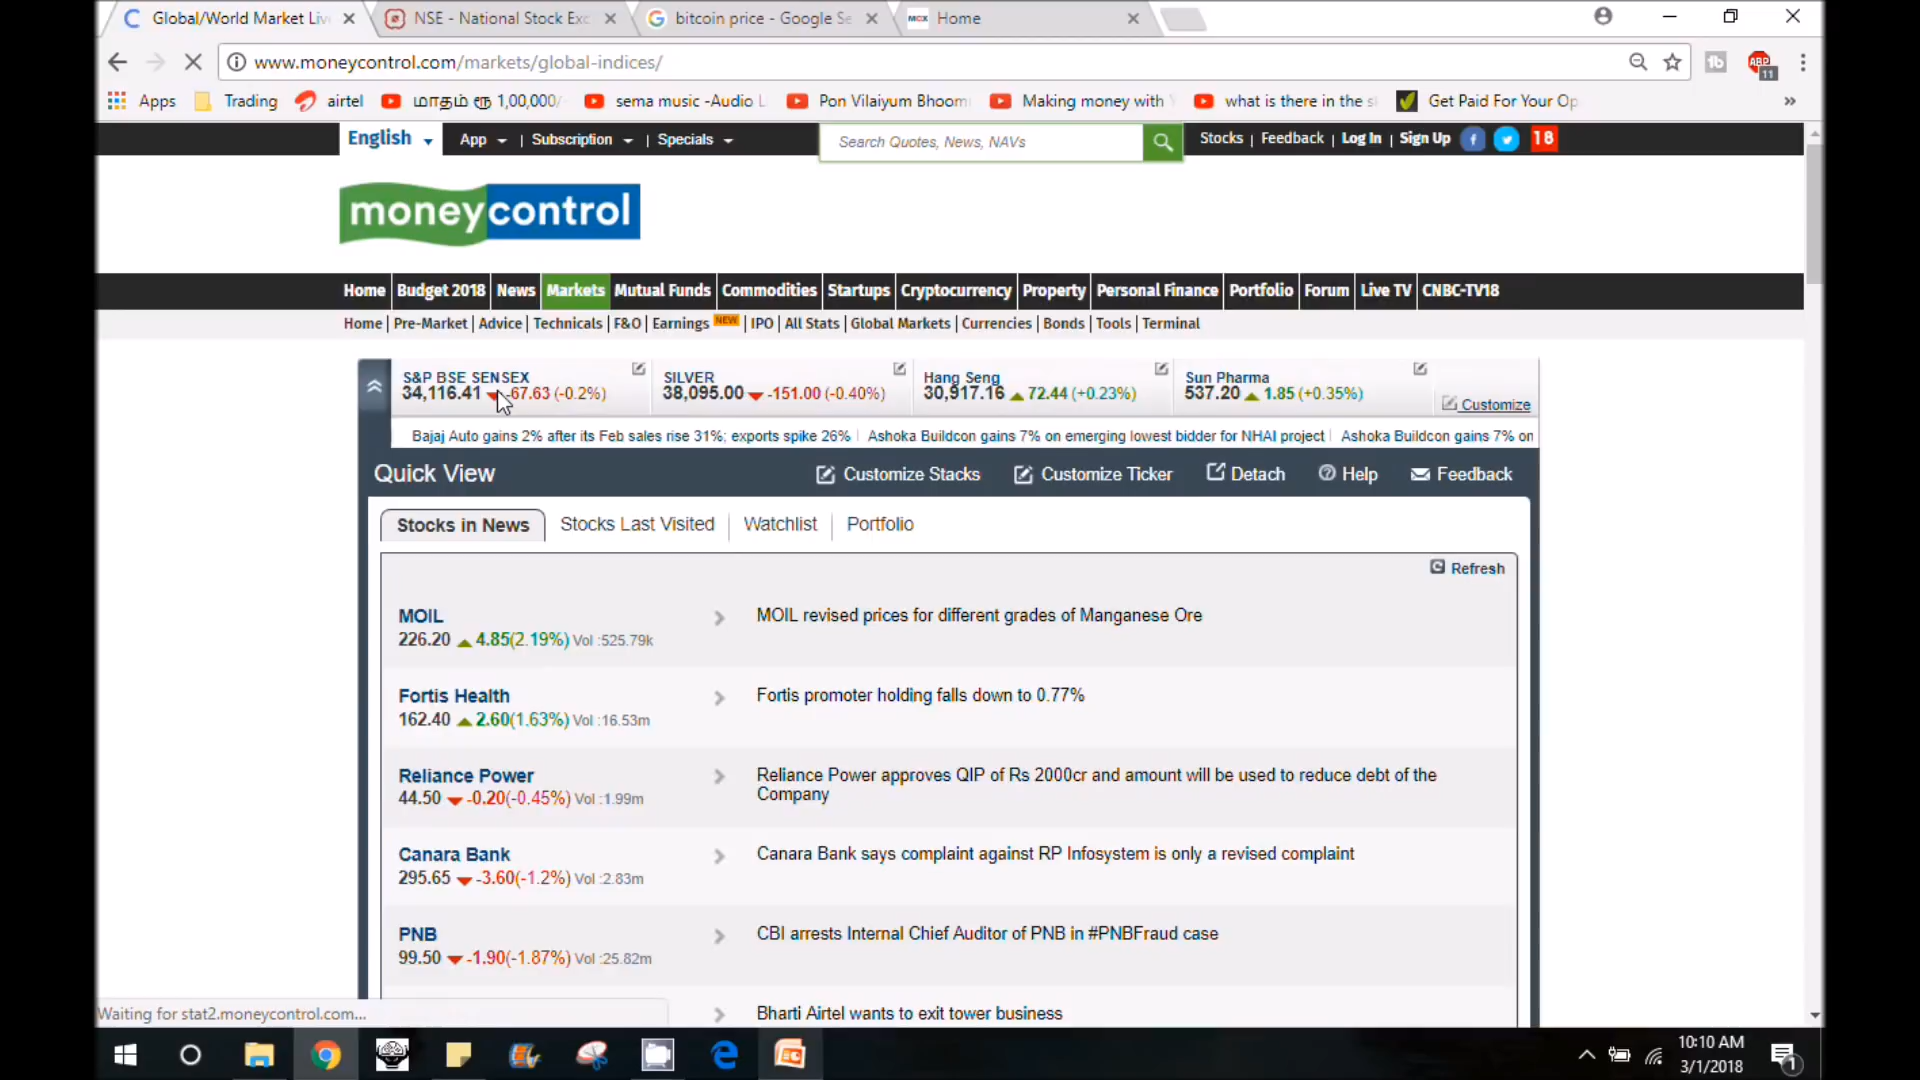 Global/World Market Liv
NSE - National Stock Exc
bitcoin price - Google Se
MCX Home
www.moneycontrol.com/markets/global-indices/
ABP 11
Apps Trading airtel மாதம் ரூ 1,00,000/ sema music -Audio L Pon Vilaiyum Bhoom Making money with what is there in the s Get Paid For Your Op »
English App | Subscription | Specials Search Quotes, News, NAVs Stocks | Feedback | Log In | Sign Up 18
moneycontrol
Home Budget 2018 News Markets Mutual Funds Commodities Startups Cryptocurrency Property Personal Finance Portfolio Forum Live TV CNBC-TV18
Home | Pre-Market | Advice | Technicals | F&O | Earnings NEW | IPO | All Stats | Global Markets | Currencies | Bonds | Tools | Terminal
S&P BSE SENSEX SILVER Hang Seng Sun Pharma
34,116.41 -67.63 (-0.2%) 38,095.00 -151.00 (-0.40%) 30,917.16 72.44 (+0.23%) 537.20 1.85 (+0.35%)
Customize
Bajaj Auto gains 2% after its Feb sales rise 31%; exports spike 26% | Ashoka Buildcon gains 7% on emerging lowest bidder for NHAI project | Ashoka Buildcon gains 7% on
Quick View Customize Stacks Customize Ticker Detach Help Feedback
Stocks in News Stocks Last Visited Watchlist Portfolio
Refresh
MOIL
226.20 4.85(2.19%) Vol :525.79k
MOIL revised prices for different grades of Manganese Ore
Fortis Health
162.40 2.60(1.63%) Vol :16.53m
Fortis promoter holding falls down to 0.77%
Reliance Power
44.50 -0.20(-0.45%) Vol :1.99m
Reliance Power approves QIP of Rs 2000cr and amount will be used to reduce debt of the
Company
Canara Bank
295.65 -3.60(-1.2%) Vol :2.83m
Canara Bank says complaint against RP Infosystem is only a revised complaint
PNB
99.50 -1.90(-1.87%) Vol :25.82m
CBI arrests Internal Chief Auditor of PNB in #PNBFraud case
Bharti Airtel wants to exit tower business
Waiting for stat2.moneycontrol.com...
10:10 AM
3/1/2018
1